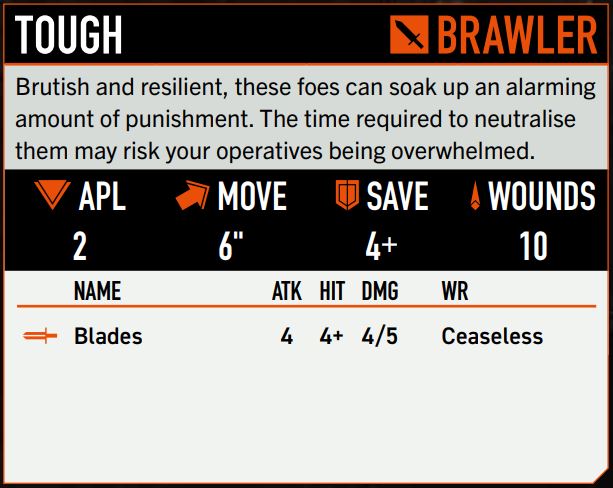 TOUGH BRAWLER
Brutish and resilient, these foes can soak up an alarming
amount of punishment. The time required to neutralise
them may risk your operatives being overwhelmed.
APL MOVE SAVE WOUNDS
2 6" 4+ 10
NAME ATK HIT DMG WR
Blades 4 4+ 4/5 Ceaseless